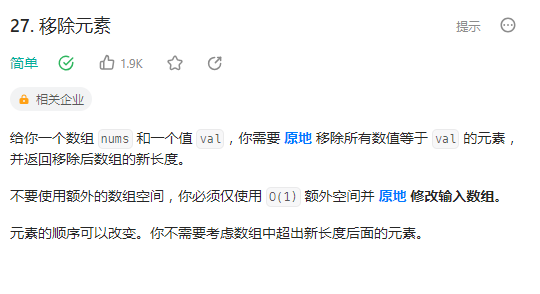 27. 移除元素
提示
简单
1.9K
相关企业
给你一个数组 nums 和一个值 val，你需要 原地 移除所有数值等于 val 的元素，
并返回移除后数组的新长度。
不要使用额外的数组空间，你必须仅使用 O(1) 额外空间并 原地 修改输入数组。
元素的顺序可以改变。你不需要考虑数组中超出新长度后面的元素。